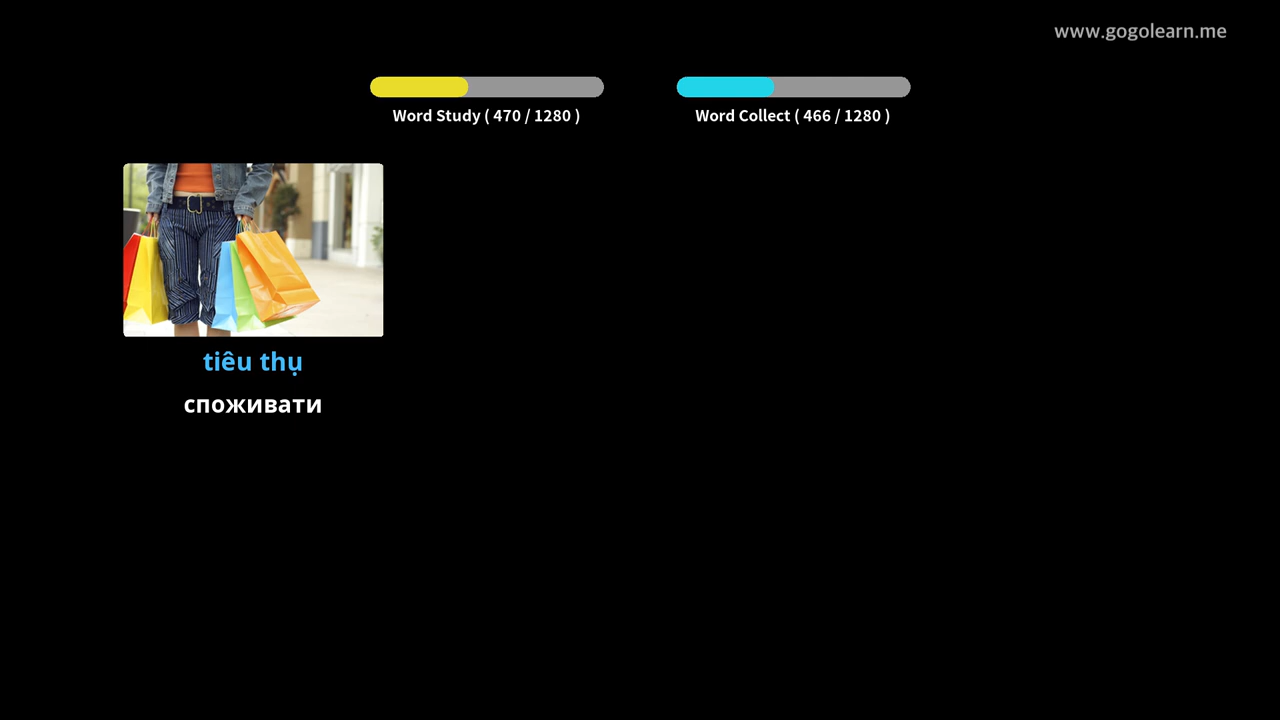 www.gogolearn.me
Word Study ( 470 / 1280 )
Word Collect ( 466 / 1280 )
tiêu thụ
споживати